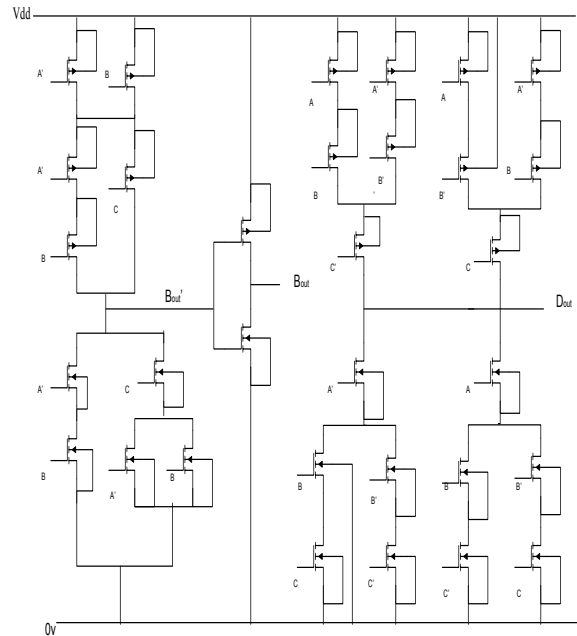 Vdd
A' B A A' A A'
A' C B B' B' B
B C' C
Bout' Bout Dout
A' C A' A
B A' B B B' B B'
C C' C' C
0v